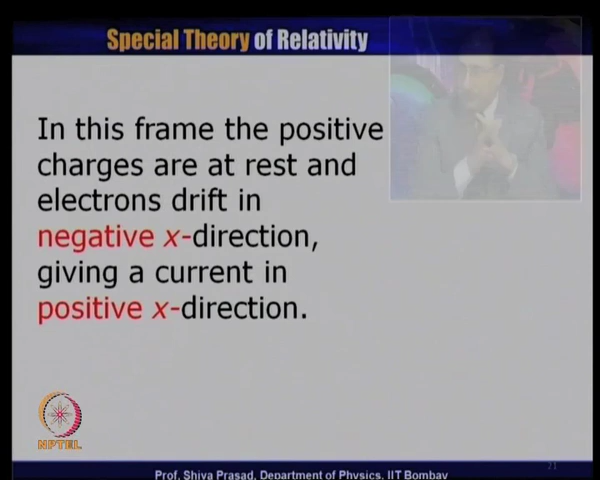 Special Theory of Relativity
In this frame the positive
charges are at rest and
electrons drift in
negative x-direction,
giving a current in
positive x-direction.
NPTEL
21
Prof. Shiva Prasad, Department of Physics, IIT Bombay